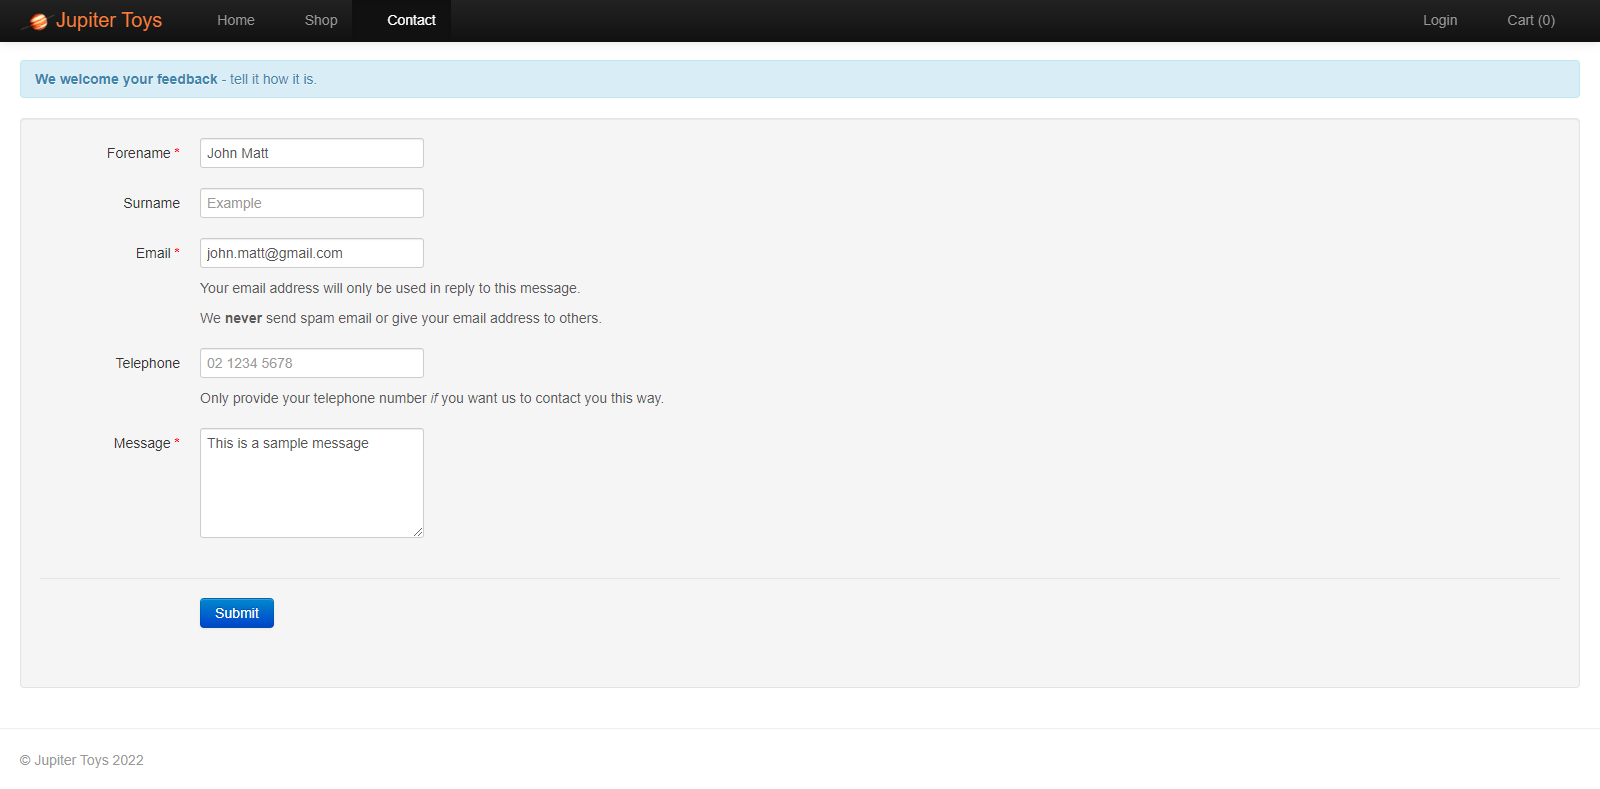 Jupiter Toys Home Shop Contact Login Cart (0)
We welcome your feedback - tell it how it is.
Forename * John Matt
Surname Example
Email * john.matt@gmail.com
Your email address will only be used in reply to this message.
We never send spam email or give your email address to others.
Telephone 02 1234 5678
Only provide your telephone number if you want us to contact you this way.
Message * This is a sample message
Submit
© Jupiter Toys 2022